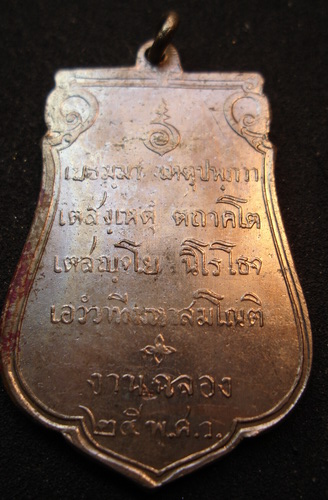 เยธมฺมา เหตุปฺปภวา
เตสํเหตุํ ตถาคโต
เตสญฺจโย นิโรโธจ
เอวํวาทีมหาสมโณติ
งานฉลอง
๒๕ พ.ศ.ว.